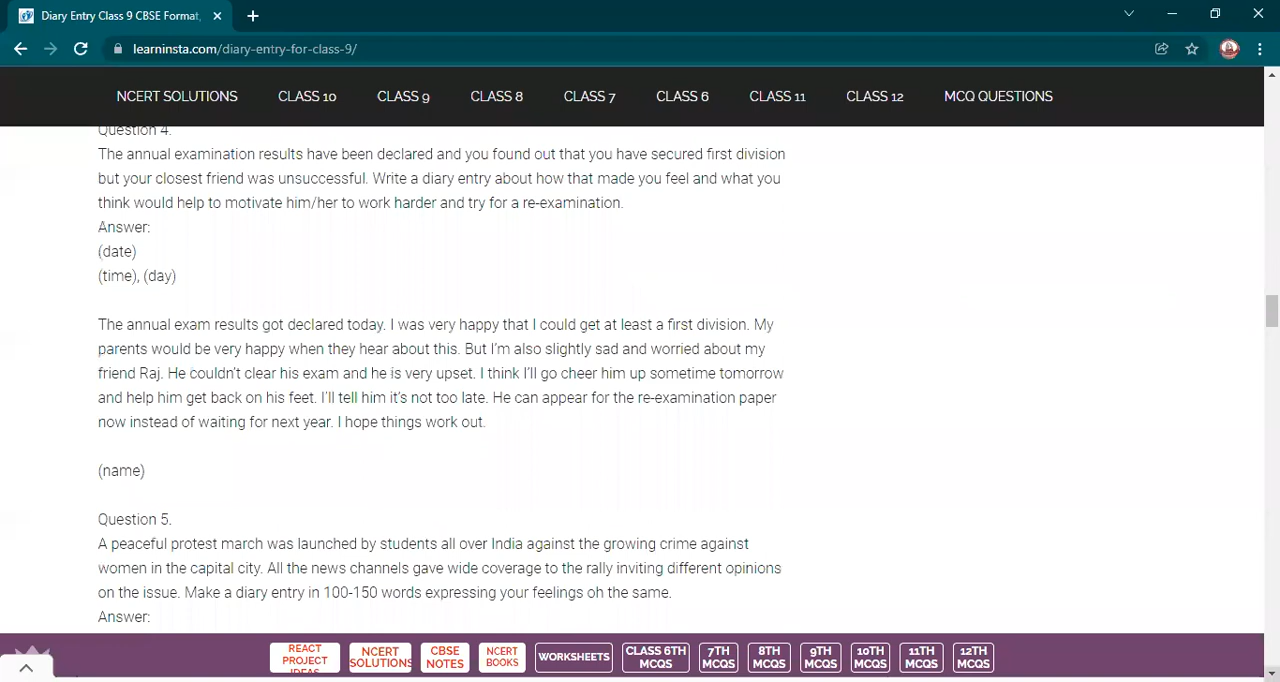 Diary Entry Class 9 CBSE Format,
learninsta.com/diary-entry-for-class-9/
NCERT SOLUTIONS CLASS 10 CLASS 9 CLASS 8 CLASS 7 CLASS 6 CLASS 11 CLASS 12 MCQ QUESTIONS
Question 4.
The annual examination results have been declared and you found out that you have secured first division
but your closest friend was unsuccessful. Write a diary entry about how that made you feel and what you
think would help to motivate him/her to work harder and try for a re-examination.
Answer:
(date)
(time), (day)
The annual exam results got declared today. I was very happy that I could get at least a first division. My
parents would be very happy when they hear about this. But I'm also slightly sad and worried about my
friend Raj. He couldn't clear his exam and he is very upset. I think I'll go cheer him up sometime tomorrow
and help him get back on his feet. I'll tell him it's not too late. He can appear for the re-examination paper
now instead of waiting for next year. I hope things work out.
(name)
Question 5.
A peaceful protest march was launched by students all over India against the growing crime against
women in the capital city. All the news channels gave wide coverage to the rally inviting different opinions
on the issue. Make a diary entry in 100-150 words expressing your feelings oh the same.
Answer:
REACT
PROJECT
IDEAS
NCERT
SOLUTIONS
CBSE
NOTES
NCERT
BOOKS
WORKSHEETS
CLASS 6TH
MCQS
7TH
MCQS
8TH
MCQS
9TH
MCQS
10TH
MCQS
11TH
MCQS
12TH
MCQS